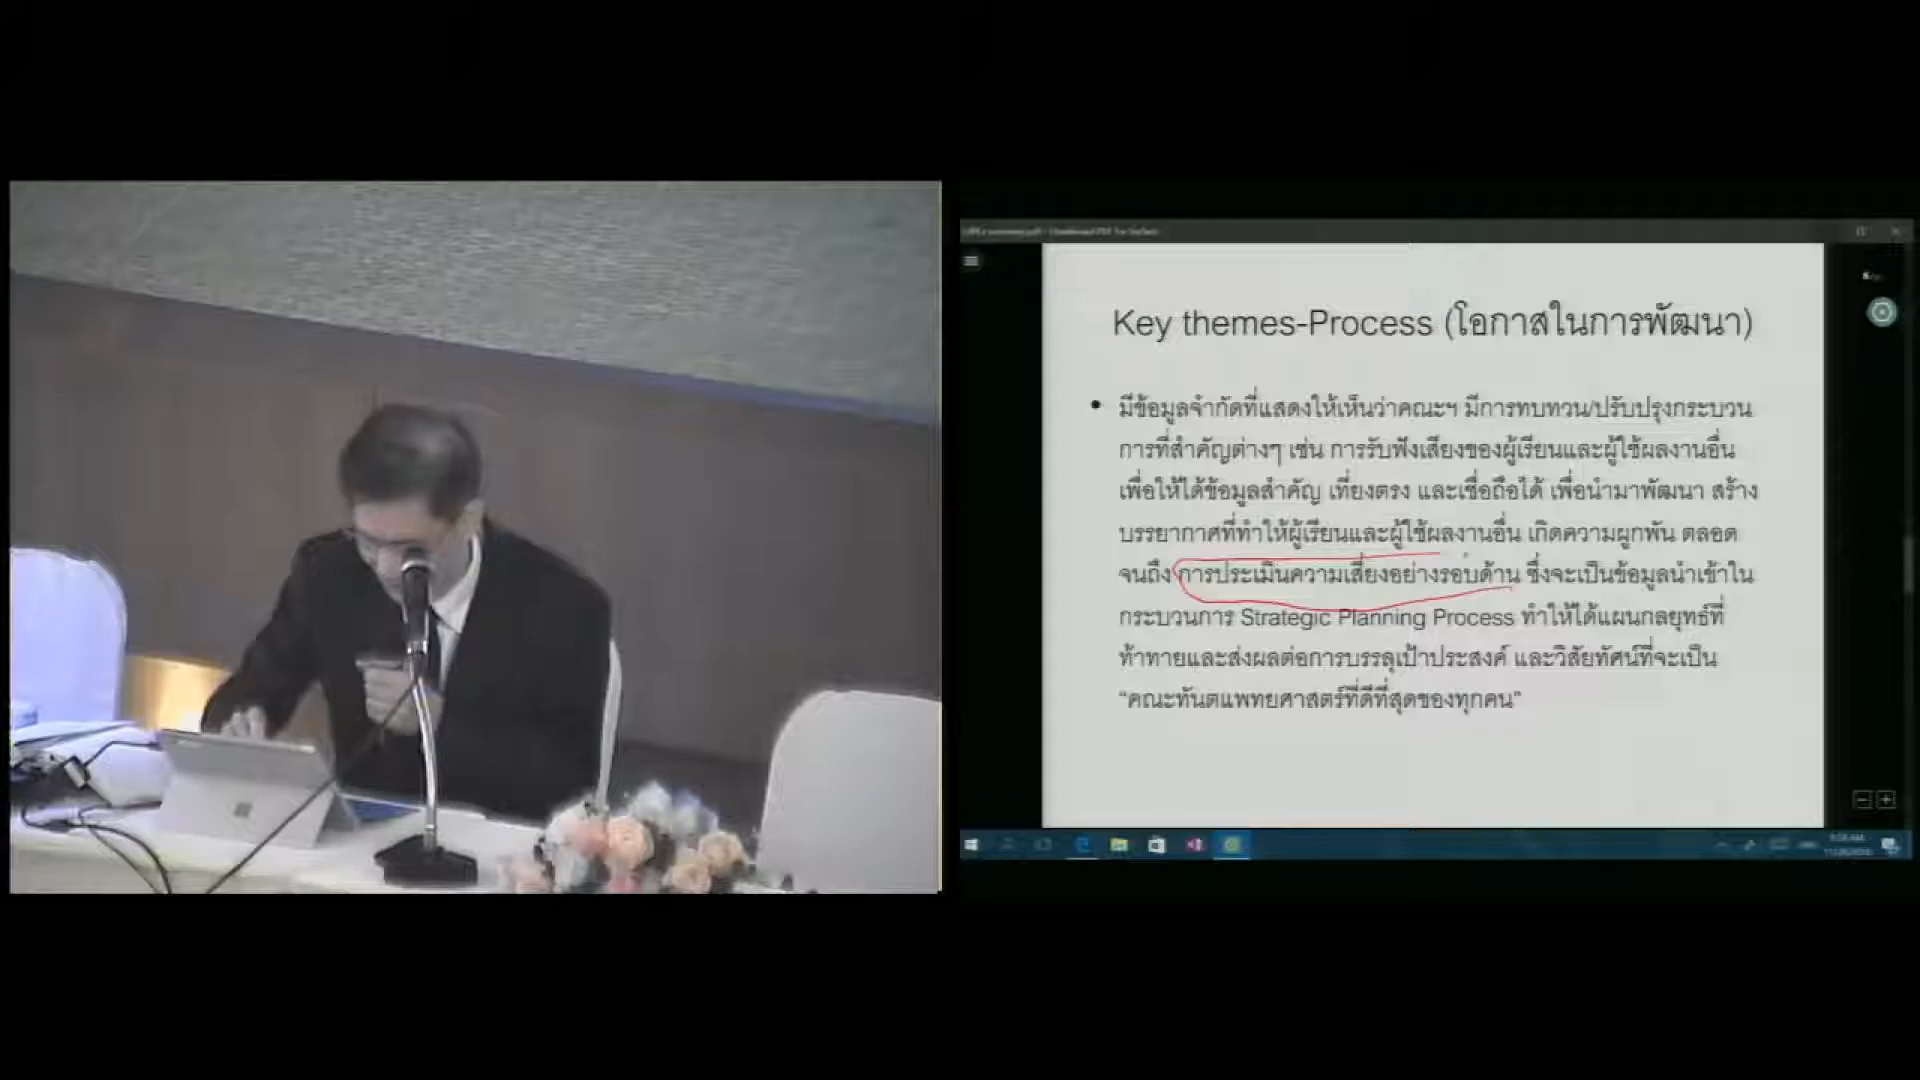 Key themes-Process (โอกาสในการพัฒนา)
• มีข้อมูลจำกัดที่แสดงให้เห็นว่าคณะฯ มีการทบทวน/ปรับปรุงกระบวน
การที่สำคัญต่างๆ เช่น การรับฟังเสียงของผู้เรียนและผู้ใช้ผลงานอื่น
เพื่อให้ได้ข้อมูลสำคัญ เที่ยงตรง และเชื่อถือได้ เพื่อนำมาพัฒนา สร้าง
บรรยากาศที่ทำให้ผู้เรียนและผู้ใช้ผลงานอื่น เกิดความผูกพัน ตลอด
จนถึง การประเมินความเสี่ยงอย่างรอบด้าน ซึ่งจะเป็นข้อมูลนำเข้าใน
กระบวนการ Strategic Planning Process ทำให้ได้แผนกลยุทธ์ที่
ท้าทายและส่งผลต่อการบรรลุเป้าประสงค์ และวิสัยทัศน์ที่จะเป็น
“คณะทันตแพทยศาสตร์ที่ดีที่สุดของทุกคน”